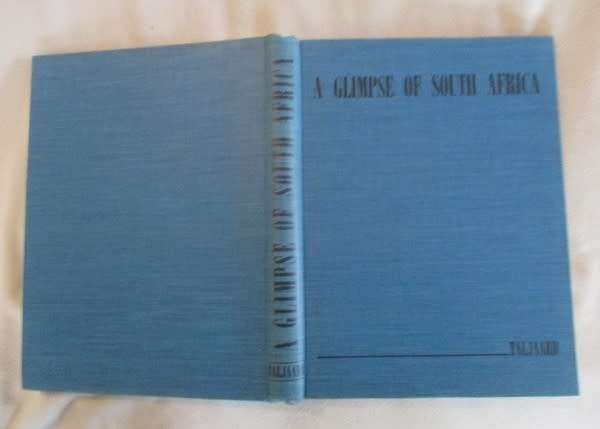 A GLIMPSE OF SOUTH AFRICA
TALJAARD
A GLIMPSE OF SOUTH AFRICA
TALJAARD